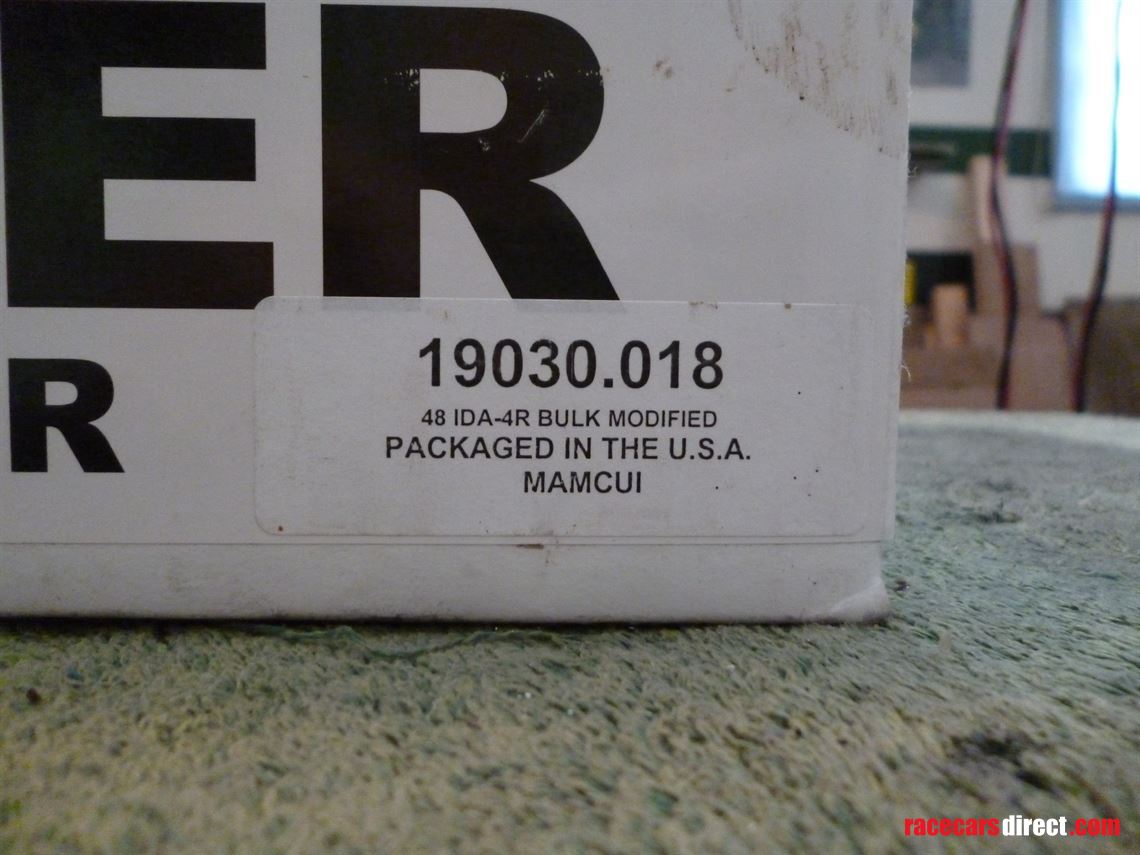 ER
R
19030.018
48 IDA-4R BULK MODIFIED
PACKAGED IN THE U.S.A.
MAMCUI
racecarsdirect.com